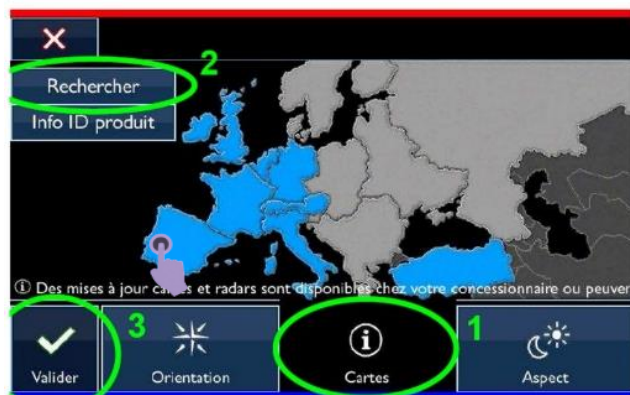 2
Rechercher
Info ID produit
Des mises à jour cartes et radars sont disponibles chez votre concessionnaire ou peuven
3
1
Valider
Orientation
Cartes
Aspect